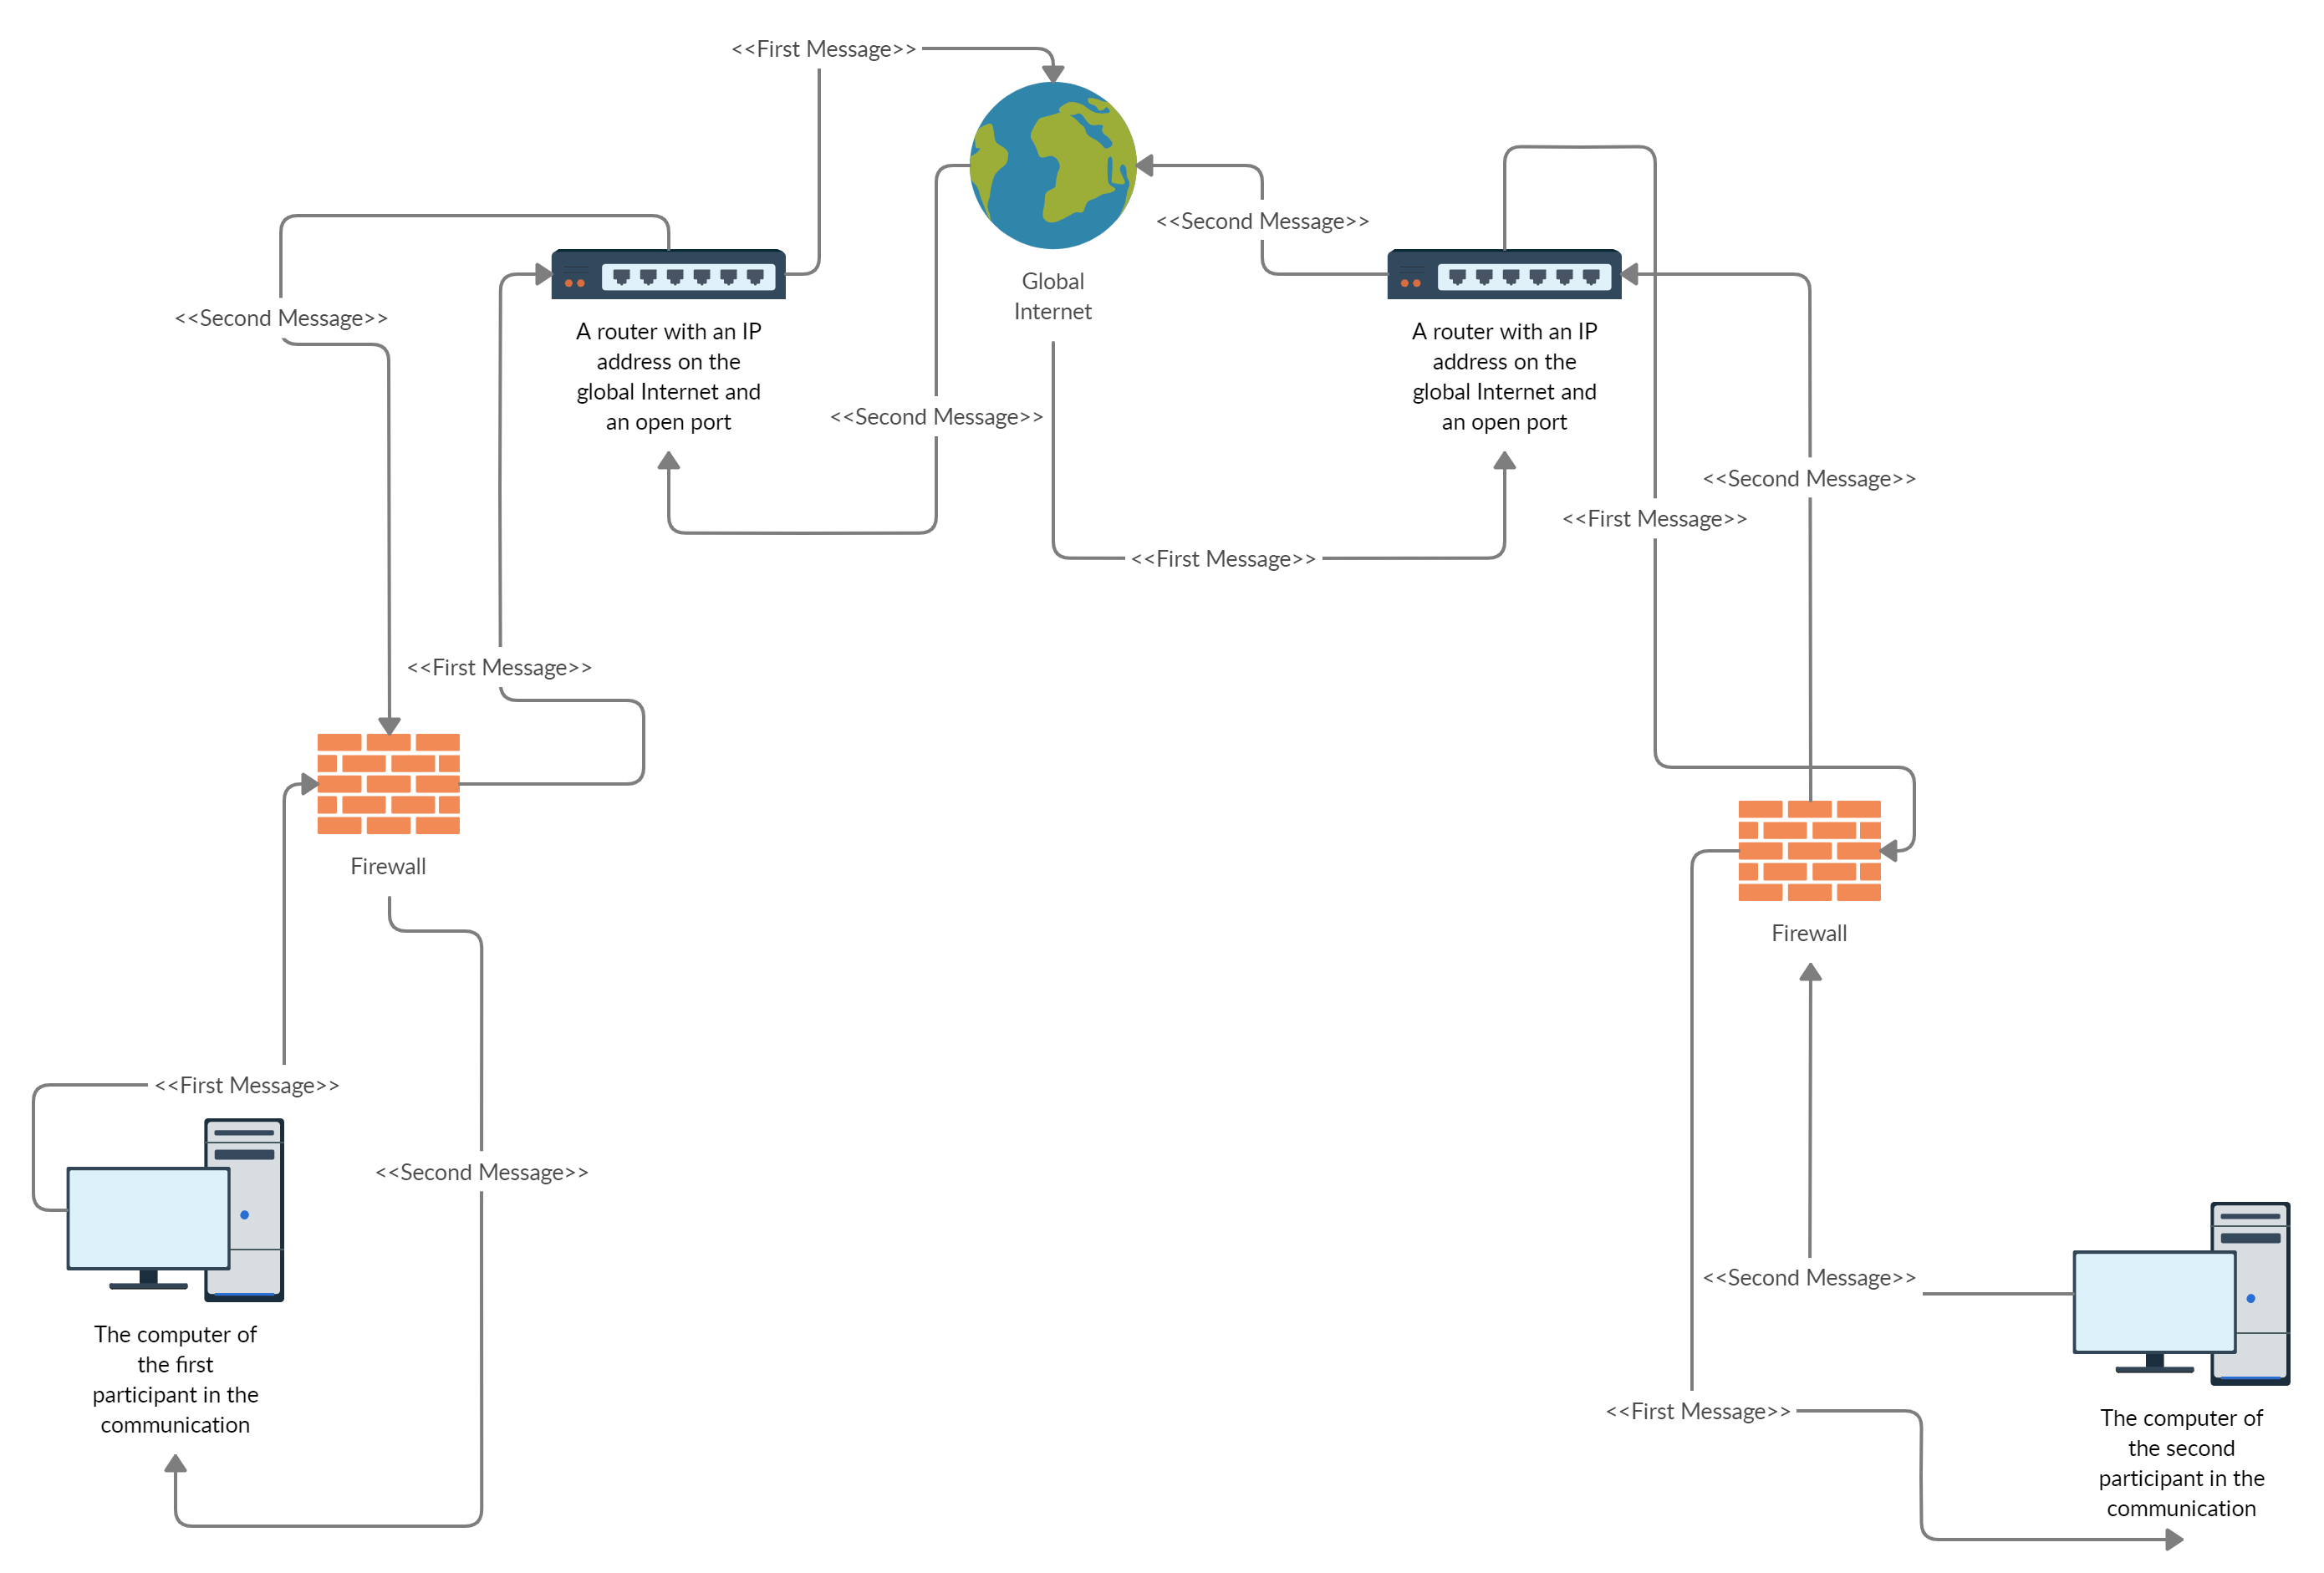 <<First Message>>
<<Second Message>>
Global
Internet
<<Second Message>>
A router with an IP
address on the
global Internet and
an open port
A router with an IP
address on the
global Internet and
an open port
<<Second Message>>
<<Second Message>>
<<First Message>>
<<First Message>>
<<First Message>>
Firewall
Firewall
<<First Message>>
<<Second Message>>
<<Second Message>>
The computer of
the first
participant in the
communication
<<First Message>>
The computer of
the second
participant in the
communication